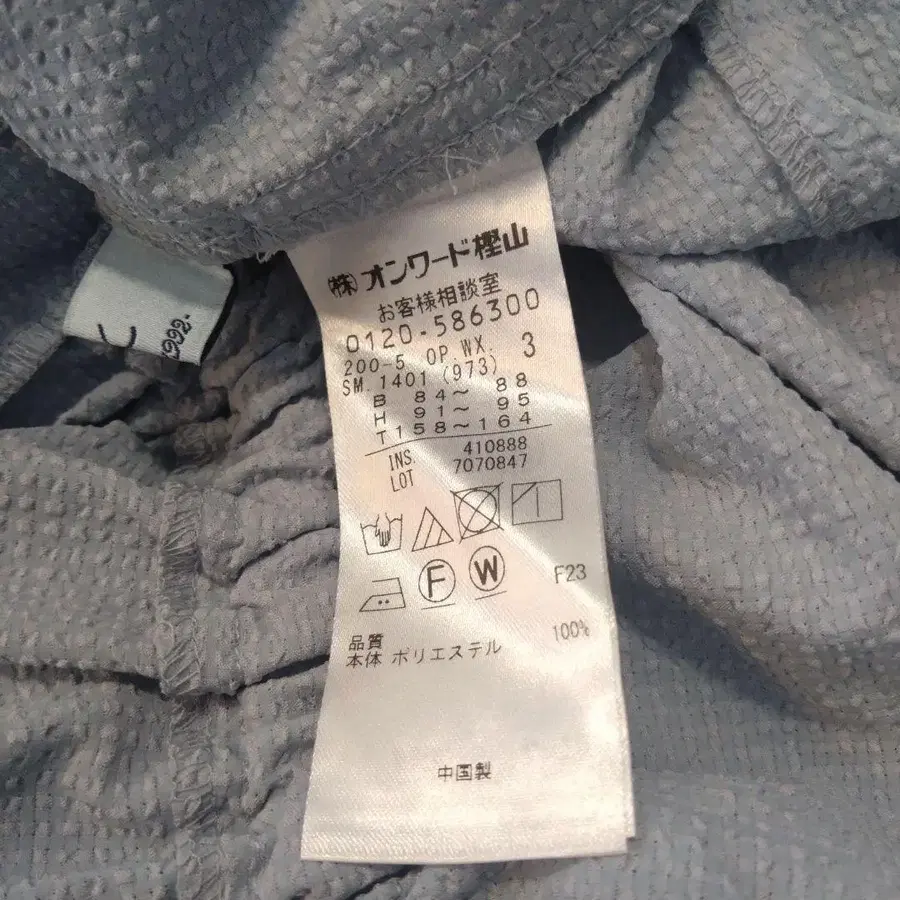 ㈱オンワード樫山
お客様相談室
0120-586300
200-5 OP.WX. 3
SM.1401 (973)
B 84～ 88
H 91～ 95
T158～164
INS. 410888
LOT 7070847
F W F23
品質
本体 ポリエステル 100%
中国製